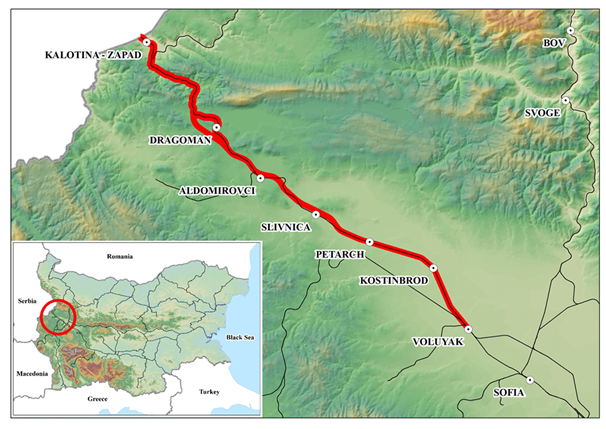 BOV
KALOTINA - ZAPAD
SVOGE
DRAGOMAN
ALDOMIROVCI
SLIVNICA
PETARCH
KOSTINBROD
VOLUYAK
SOFIA
Romania
Serbia
Black Sea
Macedonia
Turkey
Greece